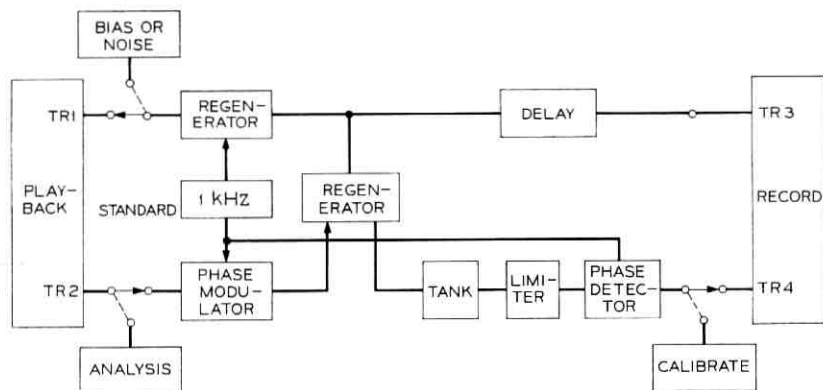 BIAS OR
NOISE
TR1
REGEN-
ERATOR
DELAY
TR3
PLAY-
BACK
STANDARD
1 kHz
REGEN-
ERATOR
RECORD
TR2
PHASE
MODU-
LATOR
TANK
LIMI-
TER
PHASE
DETEC-
TOR
TR4
ANALYSIS
CALIBRATE